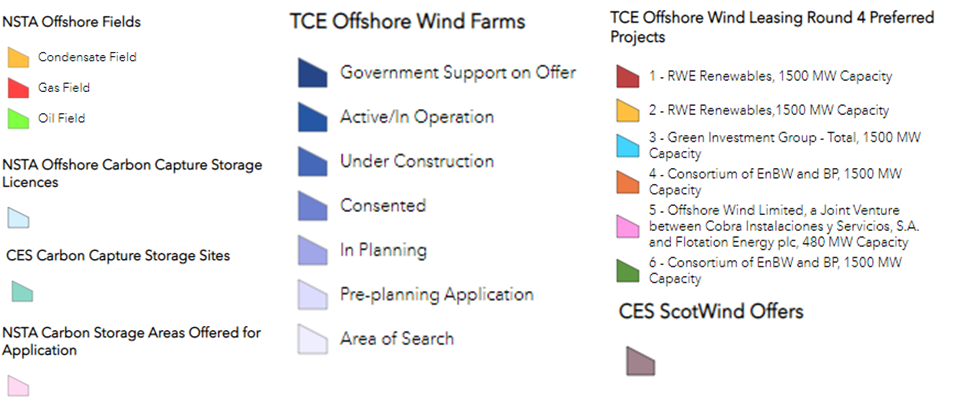 NSTA Offshore Fields
Condensate Field
Gas Field
Oil Field
NSTA Offshore Carbon Capture Storage
Licences
CES Carbon Capture Storage Sites
NSTA Carbon Storage Areas Offered for
Application
TCE Offshore Wind Farms
Government Support on Offer
Active/In Operation
Under Construction
Consented
In Planning
Pre-planning Application
Area of Search
TCE Offshore Wind Leasing Round 4 Preferred
Projects
1 - RWE Renewables, 1500 MW Capacity
2 - RWE Renewables,1500 MW Capacity
3 - Green Investment Group - Total, 1500 MW
Capacity
4 - Consortium of EnBW and BP, 1500 MW
Capacity
5 - Offshore Wind Limited, a Joint Venture
between Cobra Instalaciones y Servicios, S.A.
and Flotation Energy plc, 480 MW Capacity
6 - Consortium of EnBW and BP, 1500 MW
Capacity
CES ScotWind Offers